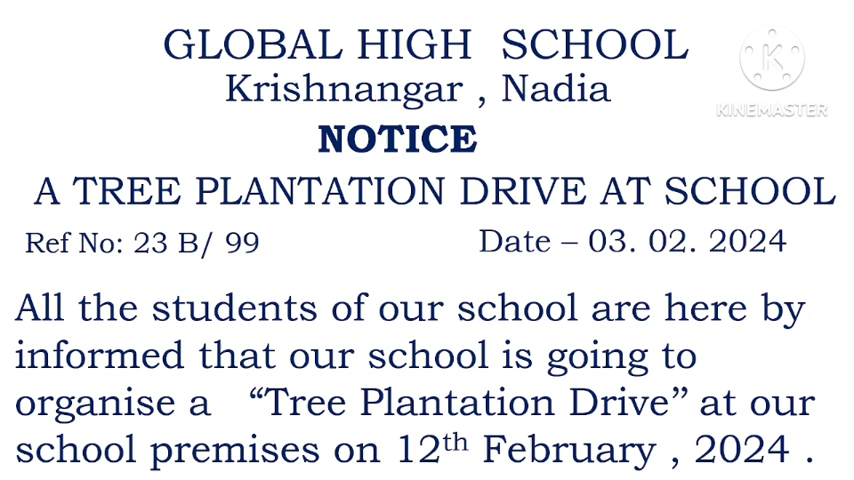 GLOBAL HIGH SCHOOL
Krishnangar , Nadia
KINEMASTER
NOTICE
A TREE PLANTATION DRIVE AT SCHOOL
Ref No: 23 B/ 99 Date – 03. 02. 2024
All the students of our school are here by
informed that our school is going to
organise a “Tree Plantation Drive” at our
school premises on 12th February , 2024 .